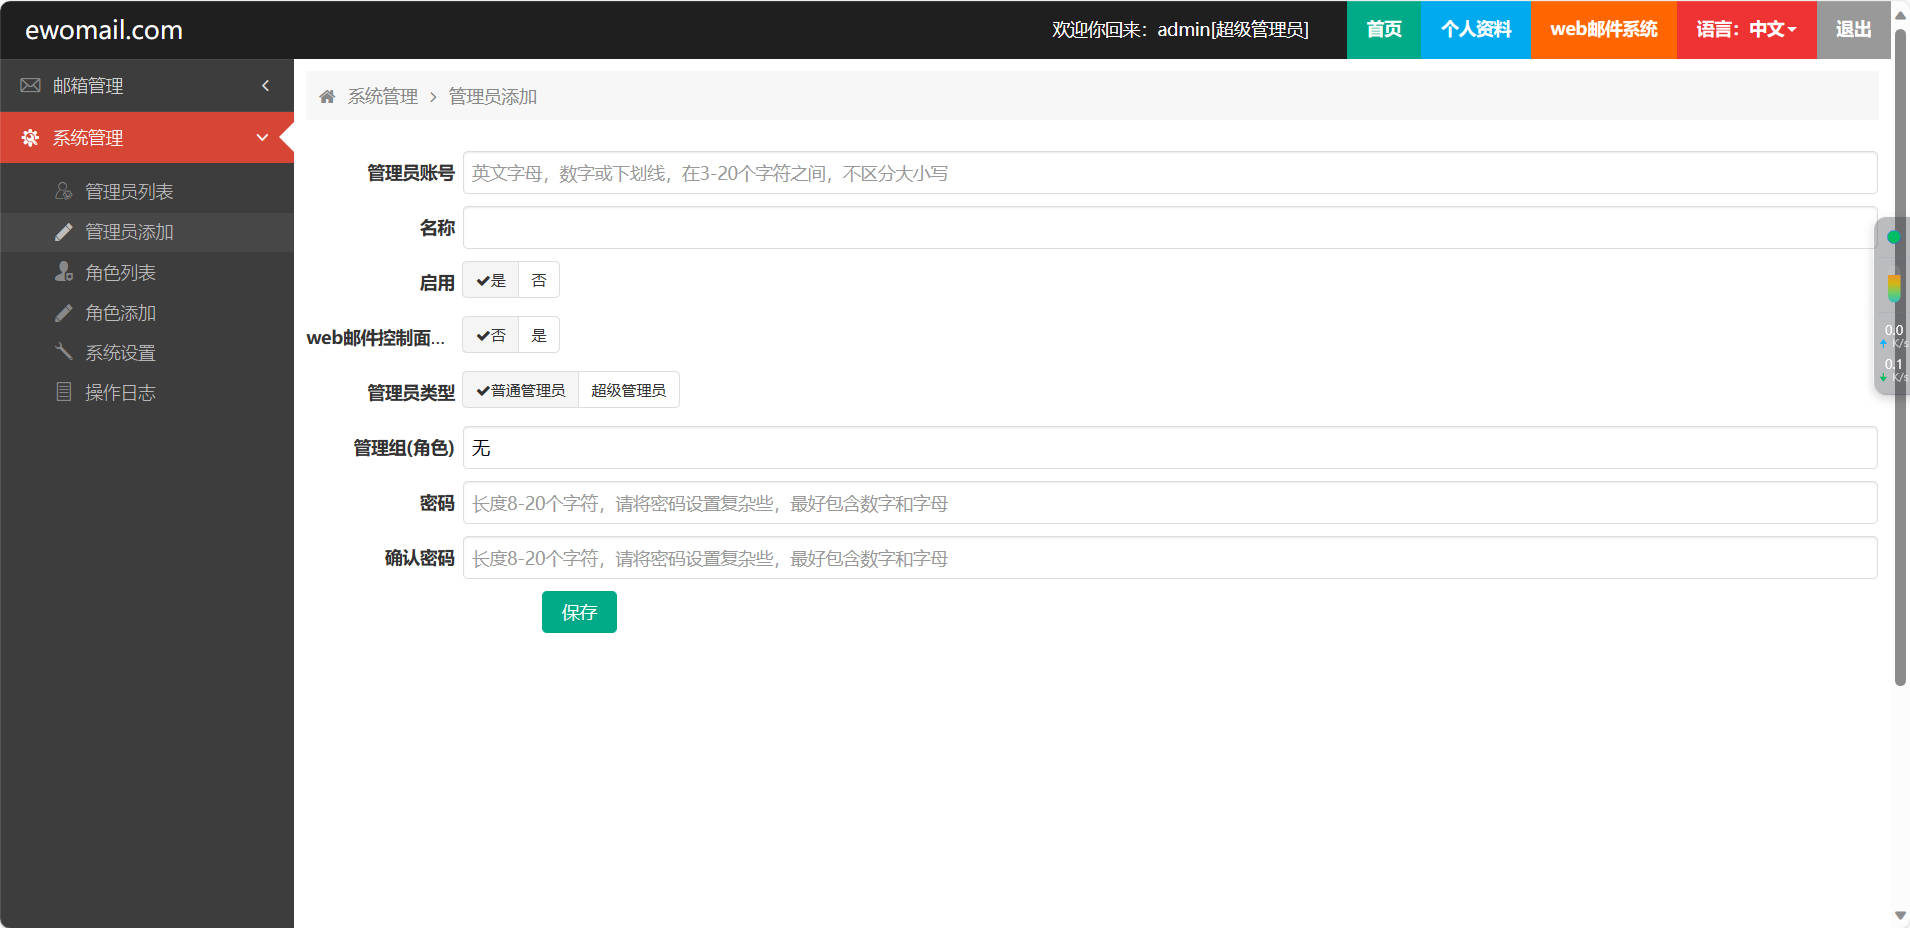 ewomail.com
欢迎你回来：admin[超级管理员]
首页
个人资料
web邮件系统
语言：中文
退出
邮箱管理
系统管理
管理员列表
管理员添加
角色列表
角色添加
系统设置
操作日志
系统管理 > 管理员添加
管理员账号 英文字母，数字或下划线，在3-20个字符之间，不区分大小写
名称
启用 是 否
web邮件控制面... 否 是
管理员类型 普通管理员 超级管理员
管理组(角色) 无
密码 长度8-20个字符，请将密码设置复杂些，最好包含数字和字母
确认密码 长度8-20个字符，请将密码设置复杂些，最好包含数字和字母
保存
0.0
K/s
0.1
K/s